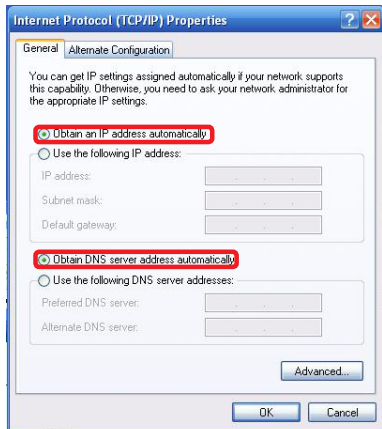 Internet Protocol (TCP/IP) Properties
General
Alternate Configuration
You can get IP settings assigned automatically if your network supports
this capability. Otherwise, you need to ask your network administrator for
the appropriate IP settings.
Obtain an IP address automatically
Use the following IP address:
IP address:
Subnet mask:
Default gateway:
Obtain DNS server address automatically
Use the following DNS server addresses:
Preferred DNS server:
Alternate DNS server:
Advanced...
OK
Cancel